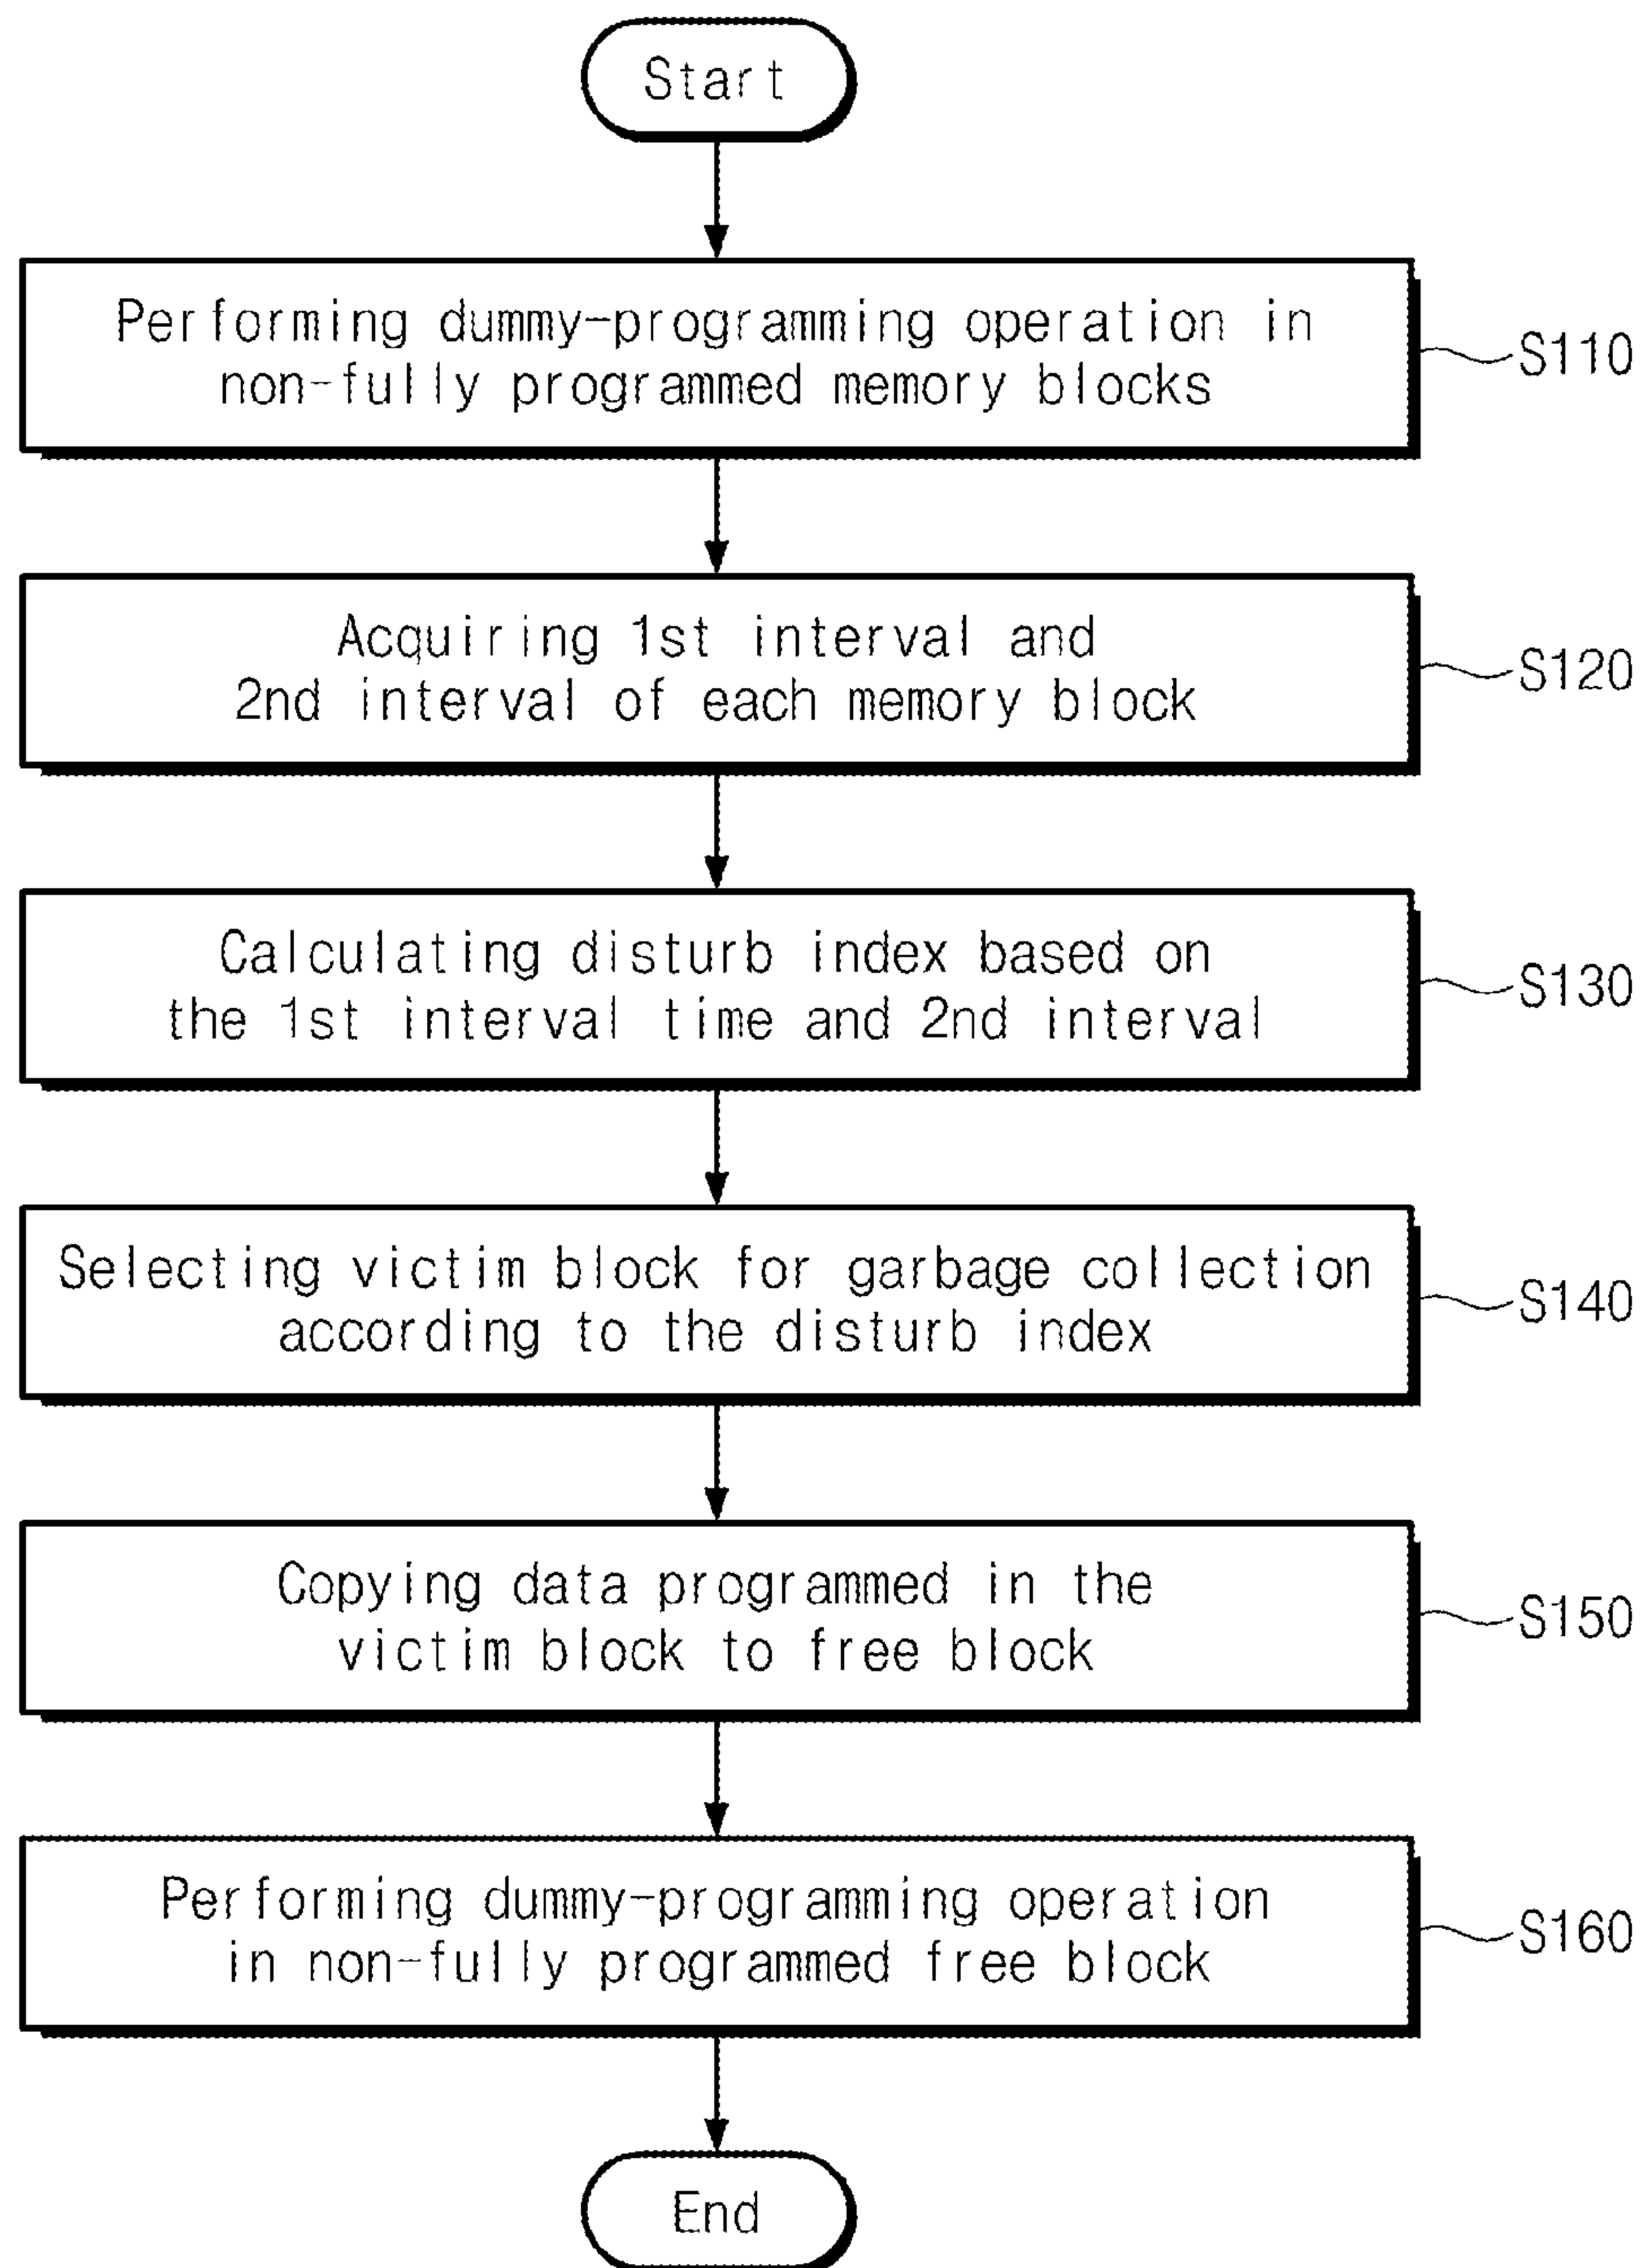 Start
Performing dummy-programming operation in
non-fully programmed memory blocks
S110
Acquiring 1st interval and
2nd interval of each memory block
S120
Calculating disturb index based on
the 1st interval time and 2nd interval
S130
Selecting victim block for garbage collection
according to the disturb index
S140
Copying data programmed in the
victim block to free block
S150
Performing dummy-programming operation
in non-fully programmed free block
S160
End